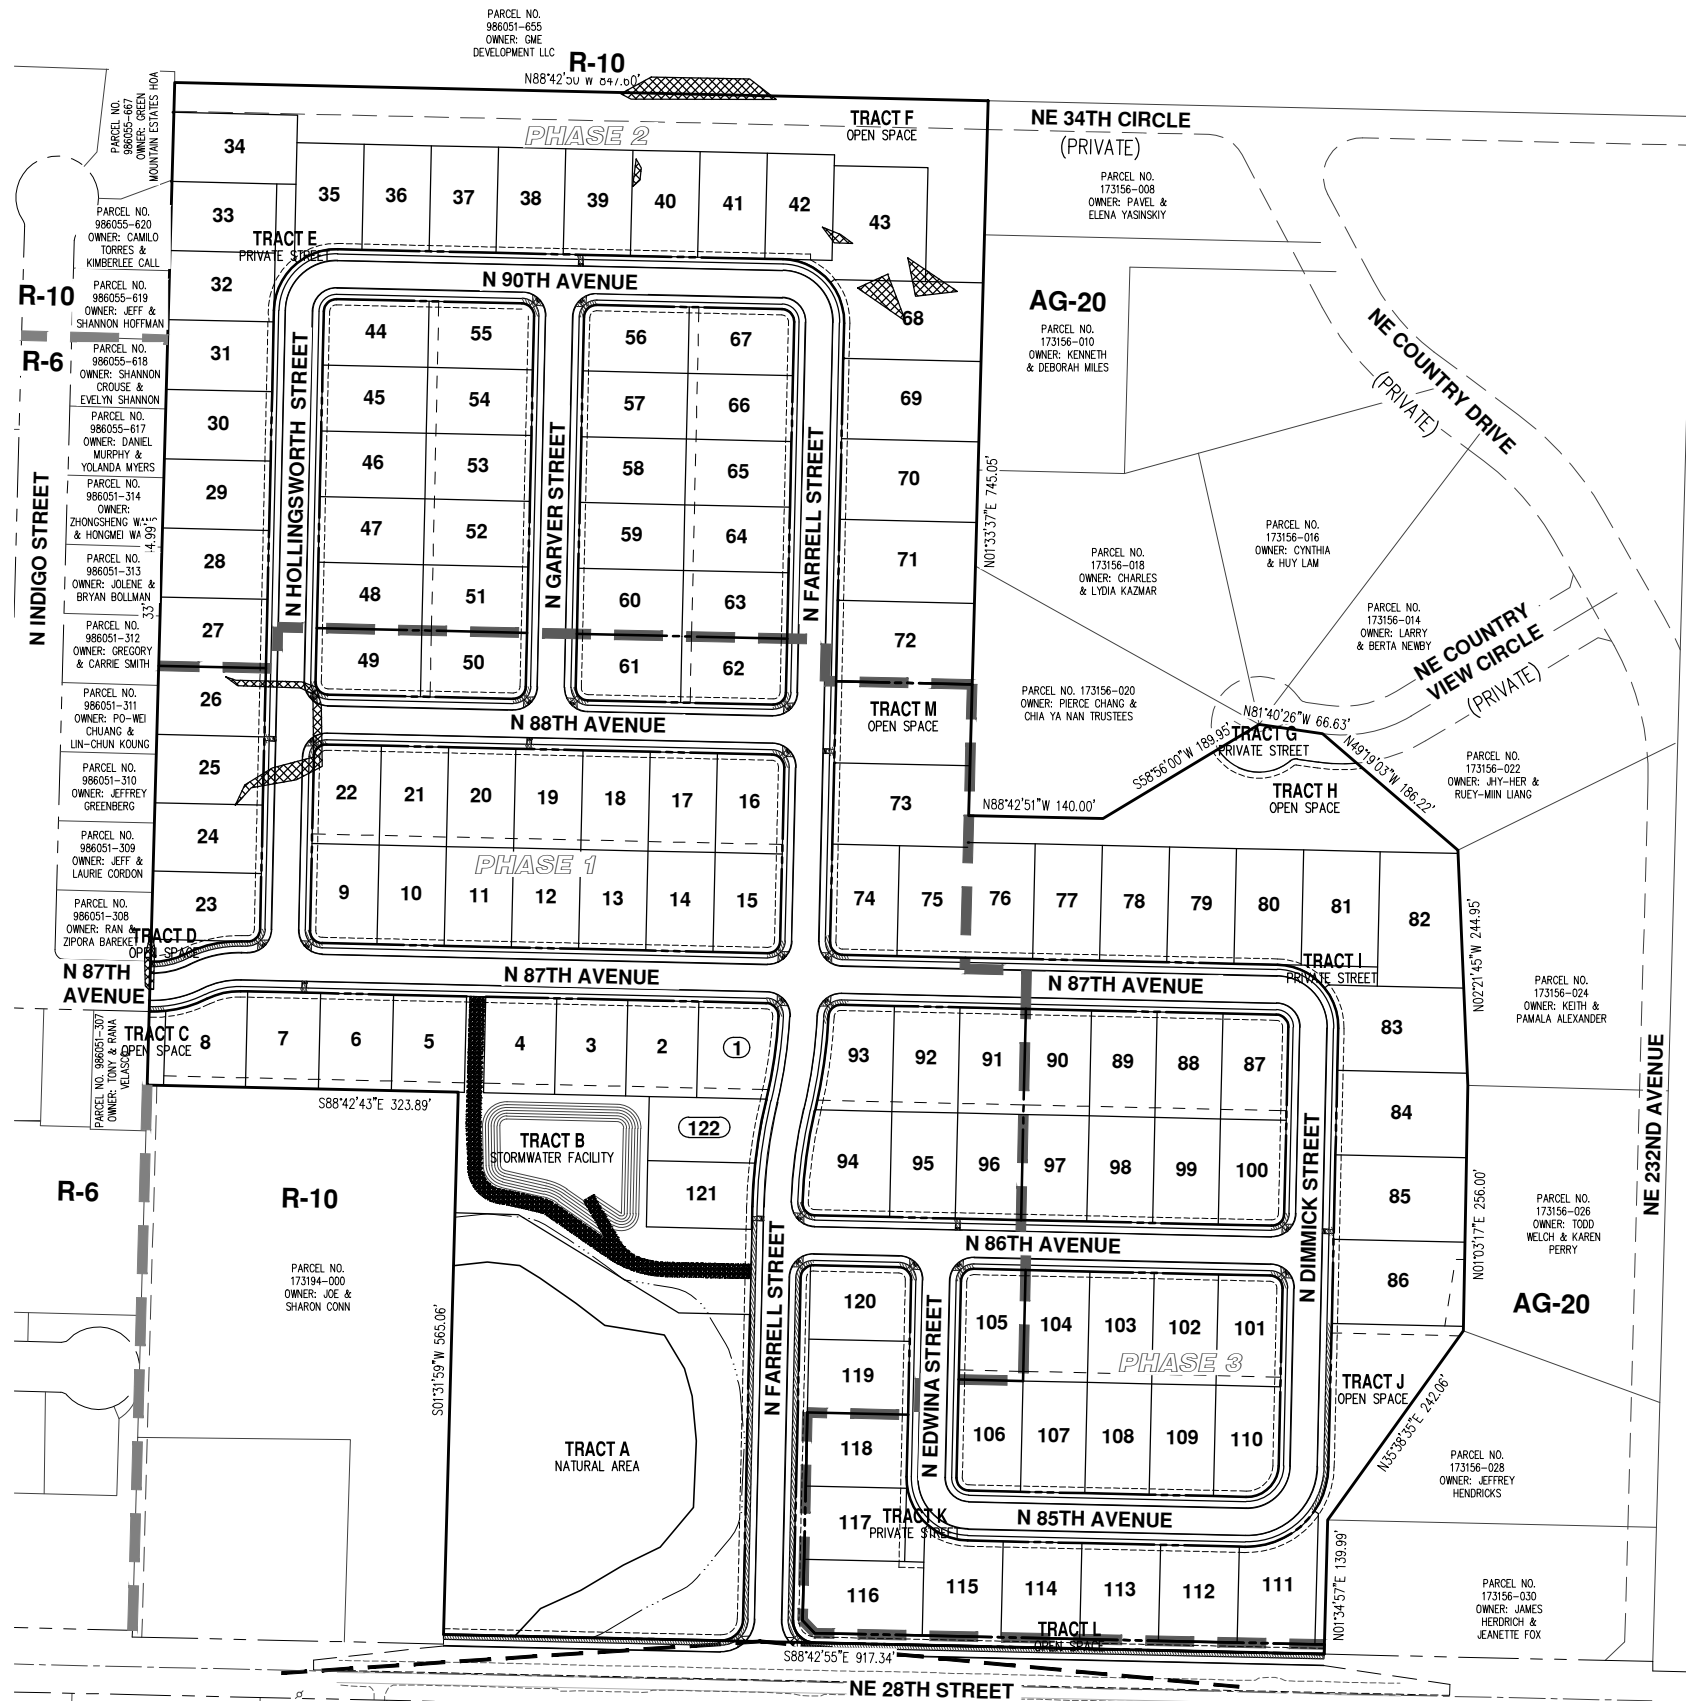 PARCEL NO.
986051-655
OWNER: GME
DEVELOPMENT LLC
R-10
PARCEL NO.
986055-667
OWNER: GREEN
MOUNTAIN ESTATES HOA
TRACT F
OPEN SPACE
NE 34TH CIRCLE
(PRIVATE)
PHASE 2
34
35
36
37
38
39
40
41
42
43
33
PARCEL NO.
173156-008
OWNER: PAVEL &
ELENA YASINSKIY
PARCEL NO.
986055-620
OWNER: CAMILO
TORRES &
KIMBERLEE CALL
TRACT E
PRIVATE STREET
N 90TH AVENUE
32
R-10
PARCEL NO.
986055-619
OWNER: JEFF &
SHANNON HOFFMAN
AG-20
PARCEL NO.
173156-010
OWNER: KENNETH
& DEBORAH MILES
NE COUNTRY DRIVE
(PRIVATE)
44
55
56
67
68
R-6
PARCEL NO.
986055-618
OWNER: SHANNON
CROUSE &
EVELYN SHANNON
31
45
54
57
66
69
PARCEL NO.
986055-617
OWNER: DANIEL
MURPHY &
YOLANDA MYERS
30
46
53
58
65
70
N01°33'37"E 745.05'
N INDIGO STREET
N HOLLINGSWORTH STREET
N GARVER STREET
N FARRELL STREET
PARCEL NO.
986051-314
OWNER:
ZHONGSHENG
& HONGMEI
29
47
52
59
64
71
PARCEL NO.
173156-016
OWNER: CYNTHIA
& HUY LAM
PARCEL NO.
173156-018
OWNER: CHARLES
& LYDIA KAZMAR
PARCEL NO.
986051-313
OWNER: JOLENE &
BRYAN BOLLMAN
28
48
51
60
63
72
PARCEL NO.
173156-014
OWNER: LARRY
& BERTA NEWBY
NE COUNTRY
VIEW CIRCLE
(PRIVATE)
PARCEL NO.
986051-312
OWNER: GREGORY
& CARRIE SMITH
27
49
50
61
62
PARCEL NO.
986051-311
OWNER: PO-WEI
CHUANG &
LIN-CHUN KOUNG
26
N 88TH AVENUE
TRACT M
OPEN SPACE
PARCEL NO. 173156-020
OWNER: PIERCE CHANG &
CHIA YA NAN TRUSTEES
N81°40'26"W 66.63'
S58°56'00"W 189.95'
TRACT G
PRIVATE STREET
N49°19'03"W 186.22'
PARCEL NO.
173156-022
OWNER: JHY-HER &
RUEY-MIIN LIANG
PARCEL NO.
986051-310
OWNER: JEFFREY
GREENBERG
25
22
21
20
19
18
17
16
73
N88°42'51"W 140.00'
TRACT H
OPEN SPACE
PARCEL NO.
986051-309
OWNER: JEFF &
LAURIE CORDON
24
PHASE 1
PARCEL NO.
986051-308
OWNER: RAN &
ZIPORA BAREKET
23
9
10
11
12
13
14
15
74
75
76
77
78
79
80
81
82
N02°21'45"W 244.95'
TRACT D
OPEN SPACE
TRACT I
PRIVATE STREET
N 87TH
AVENUE
N 87TH AVENUE
N 87TH AVENUE
PARCEL NO.
173156-024
OWNER: KEITH &
PAMALA ALEXANDER
TRACT C
OPEN SPACE
PARCEL NO. 986051-307
OWNER: TONY & RANA
VELASCO
8
7
6
5
4
3
2
1
93
92
91
90
89
88
87
83
S88°42'43"E 323.89'
84
NE 232ND AVENUE
TRACT B
STORMWATER FACILITY
122
121
94
95
96
97
98
99
100
85
N DIMMICK STREET
N01°03'17"E 256.00'
R-6
R-10
PARCEL NO.
173156-026
OWNER: TODD
WELCH & KAREN
PERRY
N 86TH AVENUE
PARCEL NO.
173194-000
OWNER: JOE &
SHARON CONN
86
AG-20
120
105
104
103
102
101
N FARRELL STREET
N EDWINA STREET
PHASE 3
119
TRACT J
OPEN SPACE
S01°31'59"W 565.06'
N35°38'35"E 242.06'
TRACT A
NATURAL AREA
118
106
107
108
109
110
PARCEL NO.
173156-028
OWNER: JEFFREY
HENDRICKS
117
TRACT K
PRIVATE STREET
N 85TH AVENUE
116
115
114
113
112
111
N01°34'57"E 139.99'
PARCEL NO.
173156-030
OWNER: JAMES
HERDRICH &
JEANETTE FOX
TRACT L
OPEN SPACE
S88°42'55"E 917.34'
NE 28TH STREET